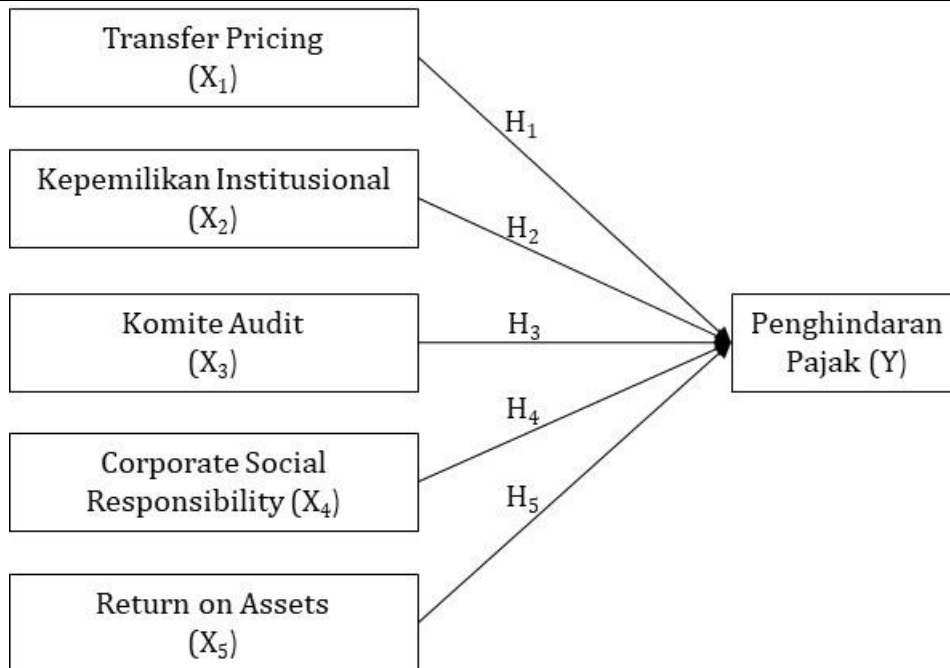 Transfer Pricing
(X₁)
H₁
Kepemilikan Institusional
(X₂)
H₂
Komite Audit
(X₃)
H₃
Penghindaran
Pajak (Y)
Corporate Social
Responsibility (X₄)
H₄
H₅
Return on Assets
(X₅)